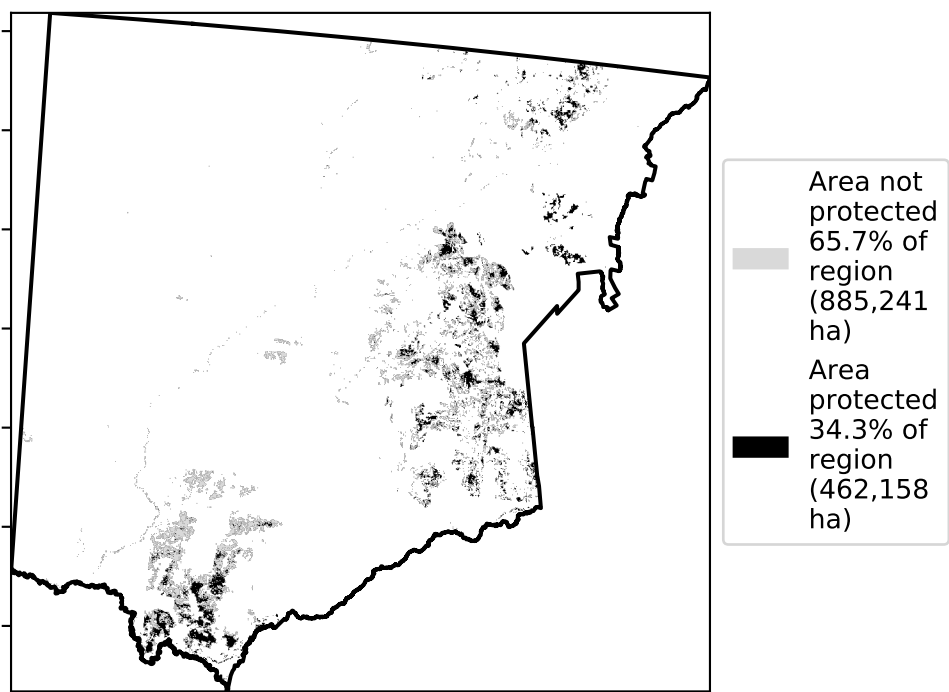 Area not
protected
65.7% of
region
(885,241
ha)
Area
protected
34.3% of
region
(462,158
ha)